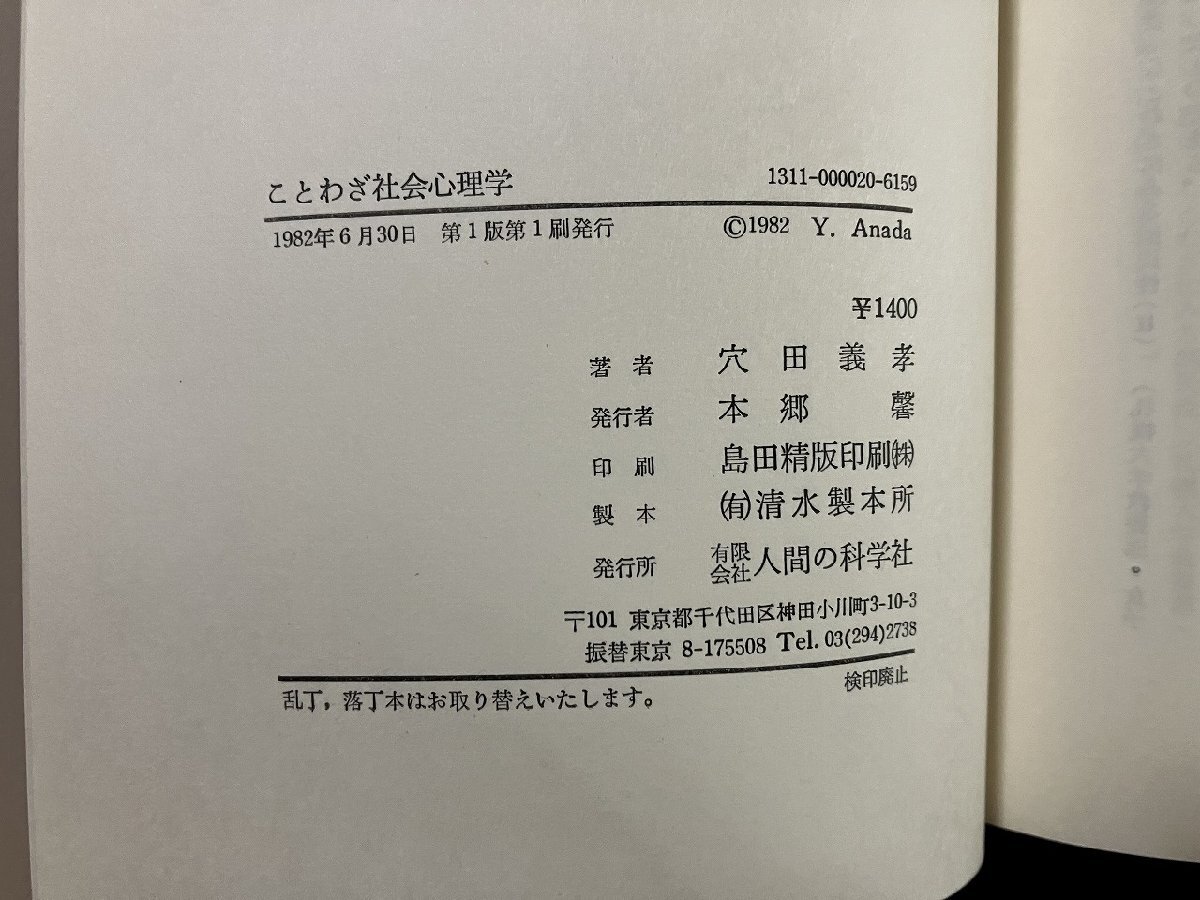 ことわざ社会心理学 1311-000020-6159
1982年6月30日 第1版第1刷発行 ©1982 Y. Anada
¥1400
著者 穴田義孝
発行者 本郷 馨
印刷 島田精版印刷㈱
製本 ㈲清水製本所
発行所 有限会社人間の科学社
〒101 東京都千代田区神田小川町3-10-3
振替東京 8-175508 Tel. 03(294)2738
検印廃止
乱丁,落丁本はお取り替えいたします。